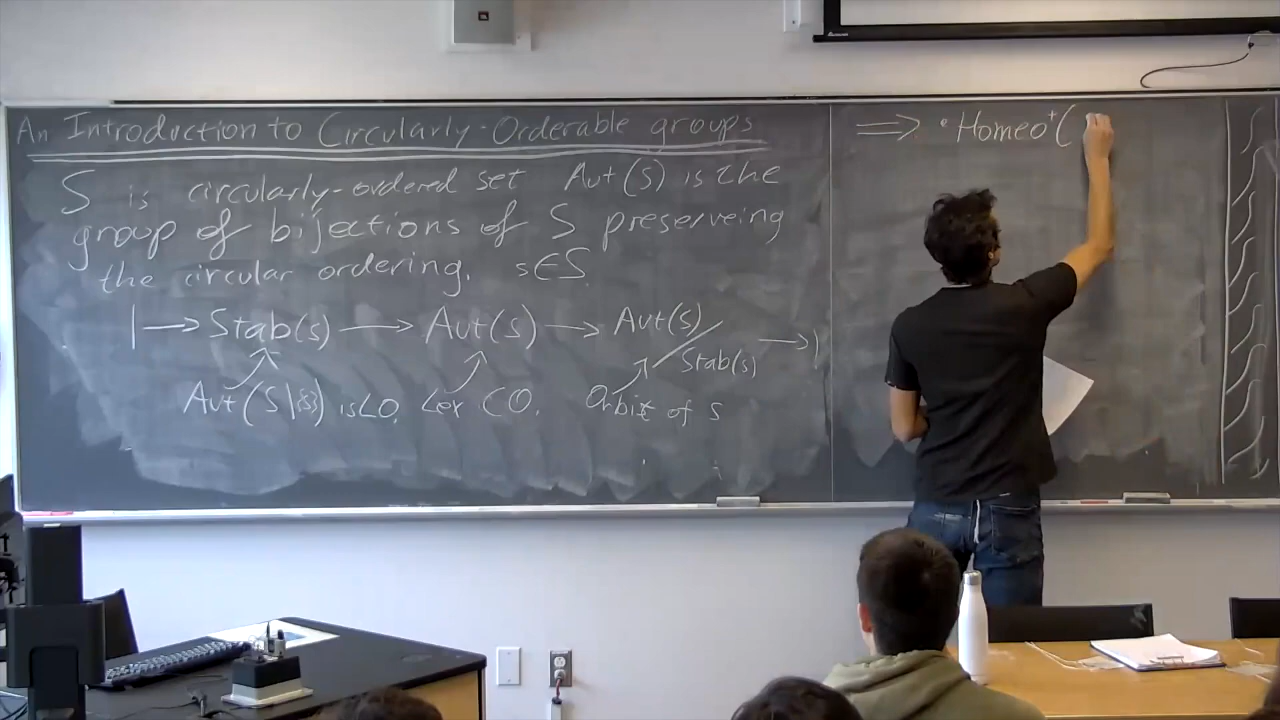 An Introduction to Circularly-Orderable groups
S is circularly-ordered set Aut(S) is the
group of bijections of S preserveing
the circular ordering. s∈S.
1 → Stab(s) → Aut(S) → Aut(S)/Stab(s) → 1
Aut(S\{s}) is LO. Lex CO. Orbit of s
⇒ • Homeo⁺(